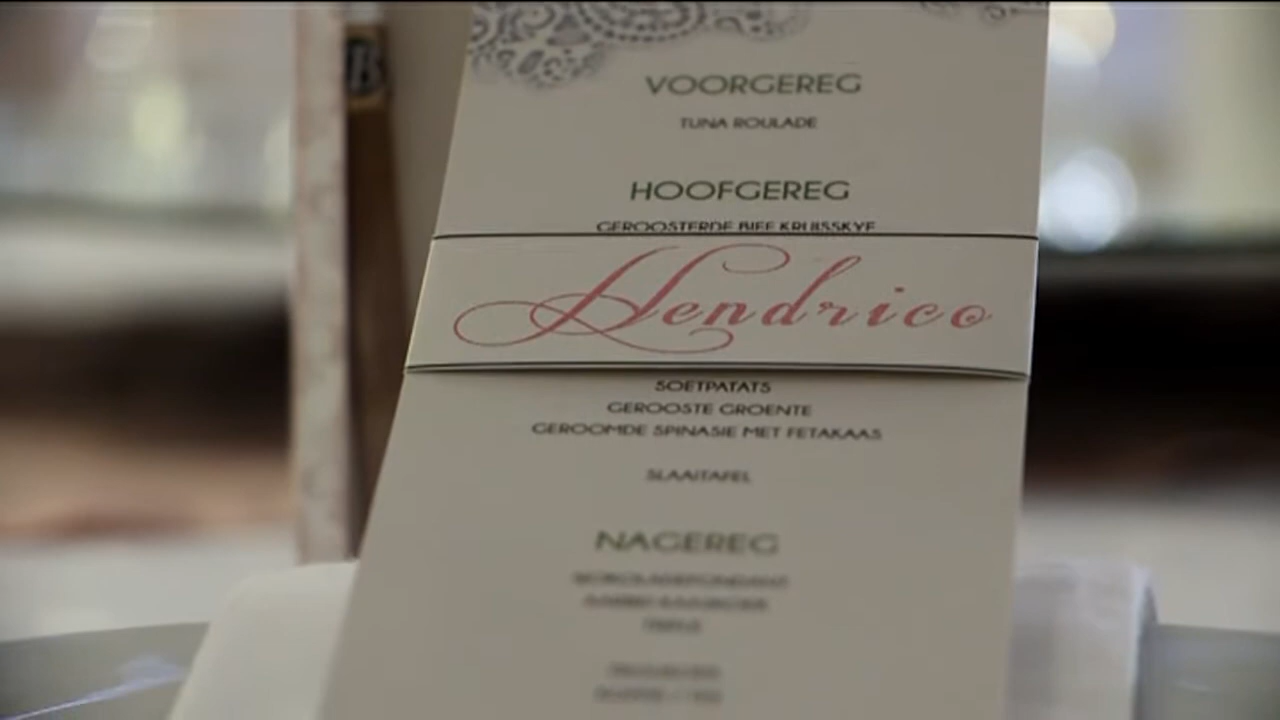 B
VOORGEREG
TUNA ROULADE
HOOFGEREG
GEROOSTERDE BIEF KRUISSKYF
Hendrico
SOETPATATS
GEROOSTE GROENTE
GEROOMDE SPINASIE MET FETAKAAS
SLAAITAFEL
NAGEREG